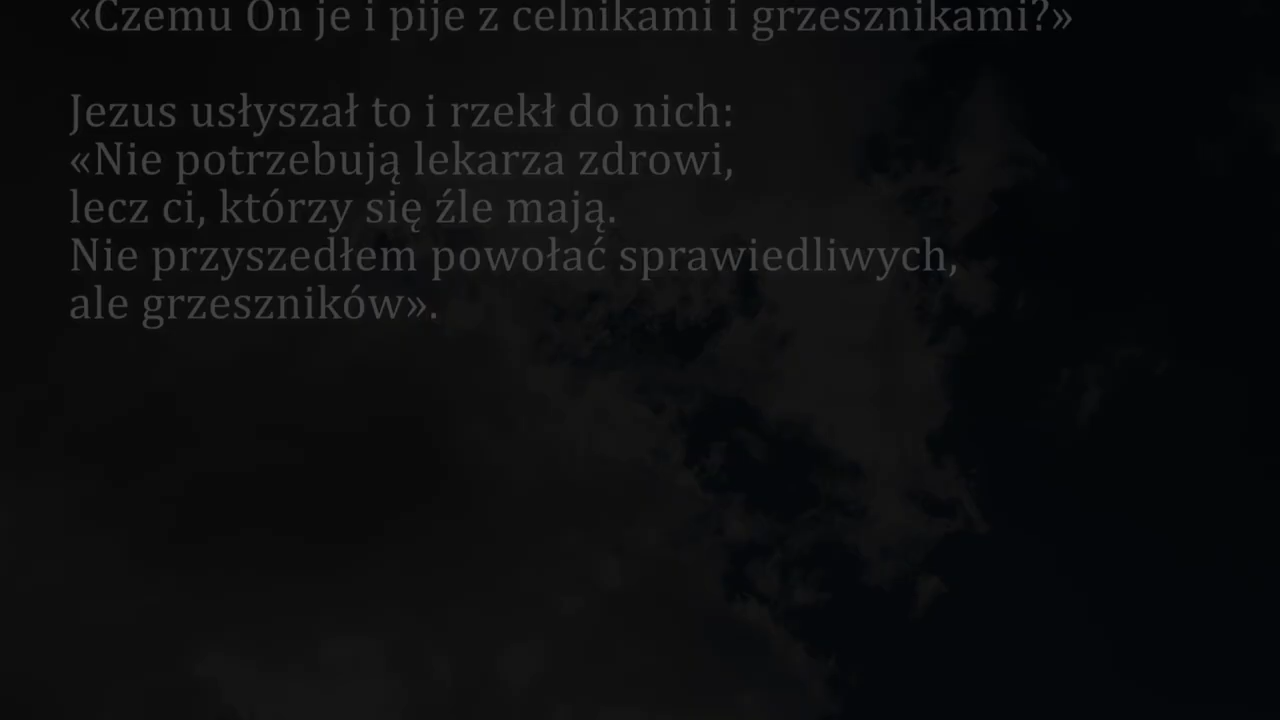 «Czemu On je i pije z celnikami i grzesznikami?»
Jezus usłyszał to i rzekł do nich:
«Nie potrzebują lekarza zdrowi,
lecz ci, którzy się źle mają.
Nie przyszedłem powołać sprawiedliwych,
ale grzeszników».